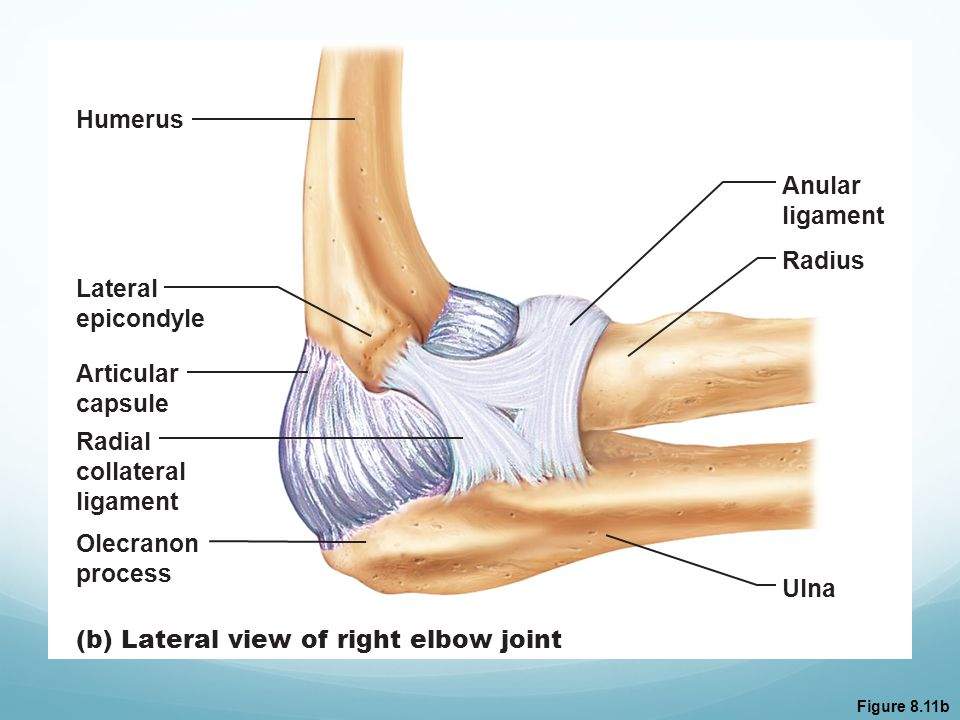 Humerus
Anular
ligament
Radius
Lateral
epicondyle
Articular
capsule
Radial
collateral
ligament
Olecranon
process
Ulna
(b) Lateral view of right elbow joint
Figure 8.11b